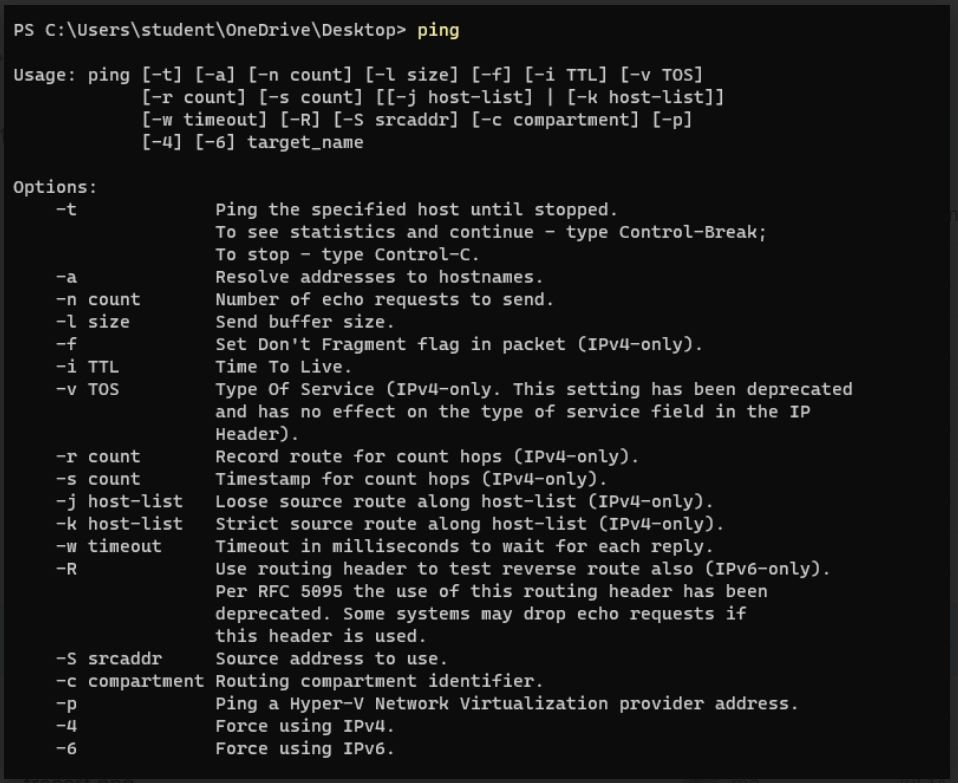 PS C:\Users\student\OneDrive\Desktop> ping

Usage: ping [-t] [-a] [-n count] [-l size] [-f] [-i TTL] [-v TOS]
            [-r count] [-s count] [[-j host-list] | [-k host-list]]
            [-w timeout] [-R] [-S srcaddr] [-c compartment] [-p]
            [-4] [-6] target_name

Options:
    -t             Ping the specified host until stopped.
                   To see statistics and continue - type Control-Break;
                   To stop - type Control-C.
    -a             Resolve addresses to hostnames.
    -n count       Number of echo requests to send.
    -l size        Send buffer size.
    -f             Set Don't Fragment flag in packet (IPv4-only).
    -i TTL         Time To Live.
    -v TOS         Type Of Service (IPv4-only. This setting has been deprecated
                   and has no effect on the type of service field in the IP
                   Header).
    -r count       Record route for count hops (IPv4-only).
    -s count       Timestamp for count hops (IPv4-only).
    -j host-list   Loose source route along host-list (IPv4-only).
    -k host-list   Strict source route along host-list (IPv4-only).
    -w timeout     Timeout in milliseconds to wait for each reply.
    -R             Use routing header to test reverse route also (IPv6-only).
                   Per RFC 5095 the use of this routing header has been
                   deprecated. Some systems may drop echo requests if
                   this header is used.
    -S srcaddr     Source address to use.
    -c compartment Routing compartment identifier.
    -p             Ping a Hyper-V Network Virtualization provider address.
    -4             Force using IPv4.
    -6             Force using IPv6.